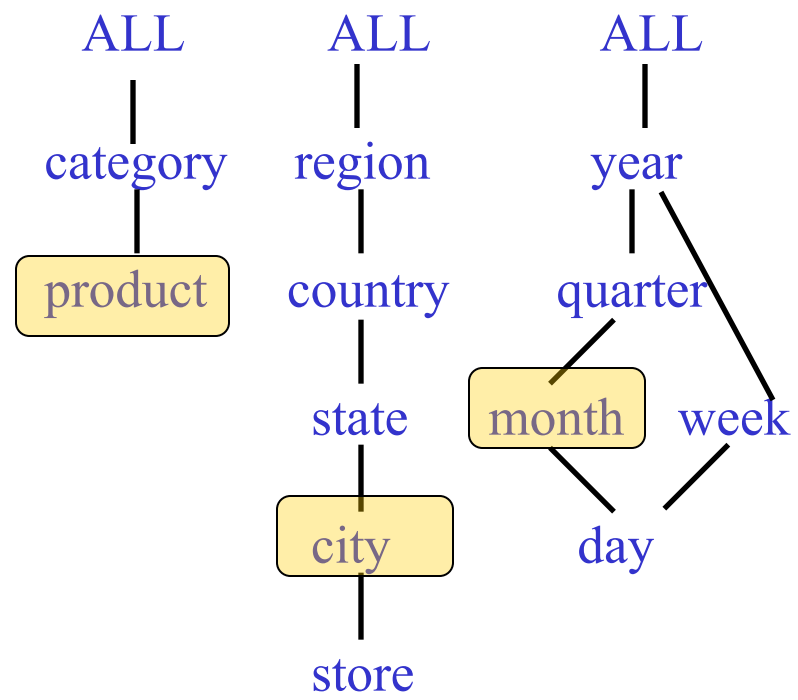 ALL ALL ALL
category region year
product country quarter
state month week
city day
store